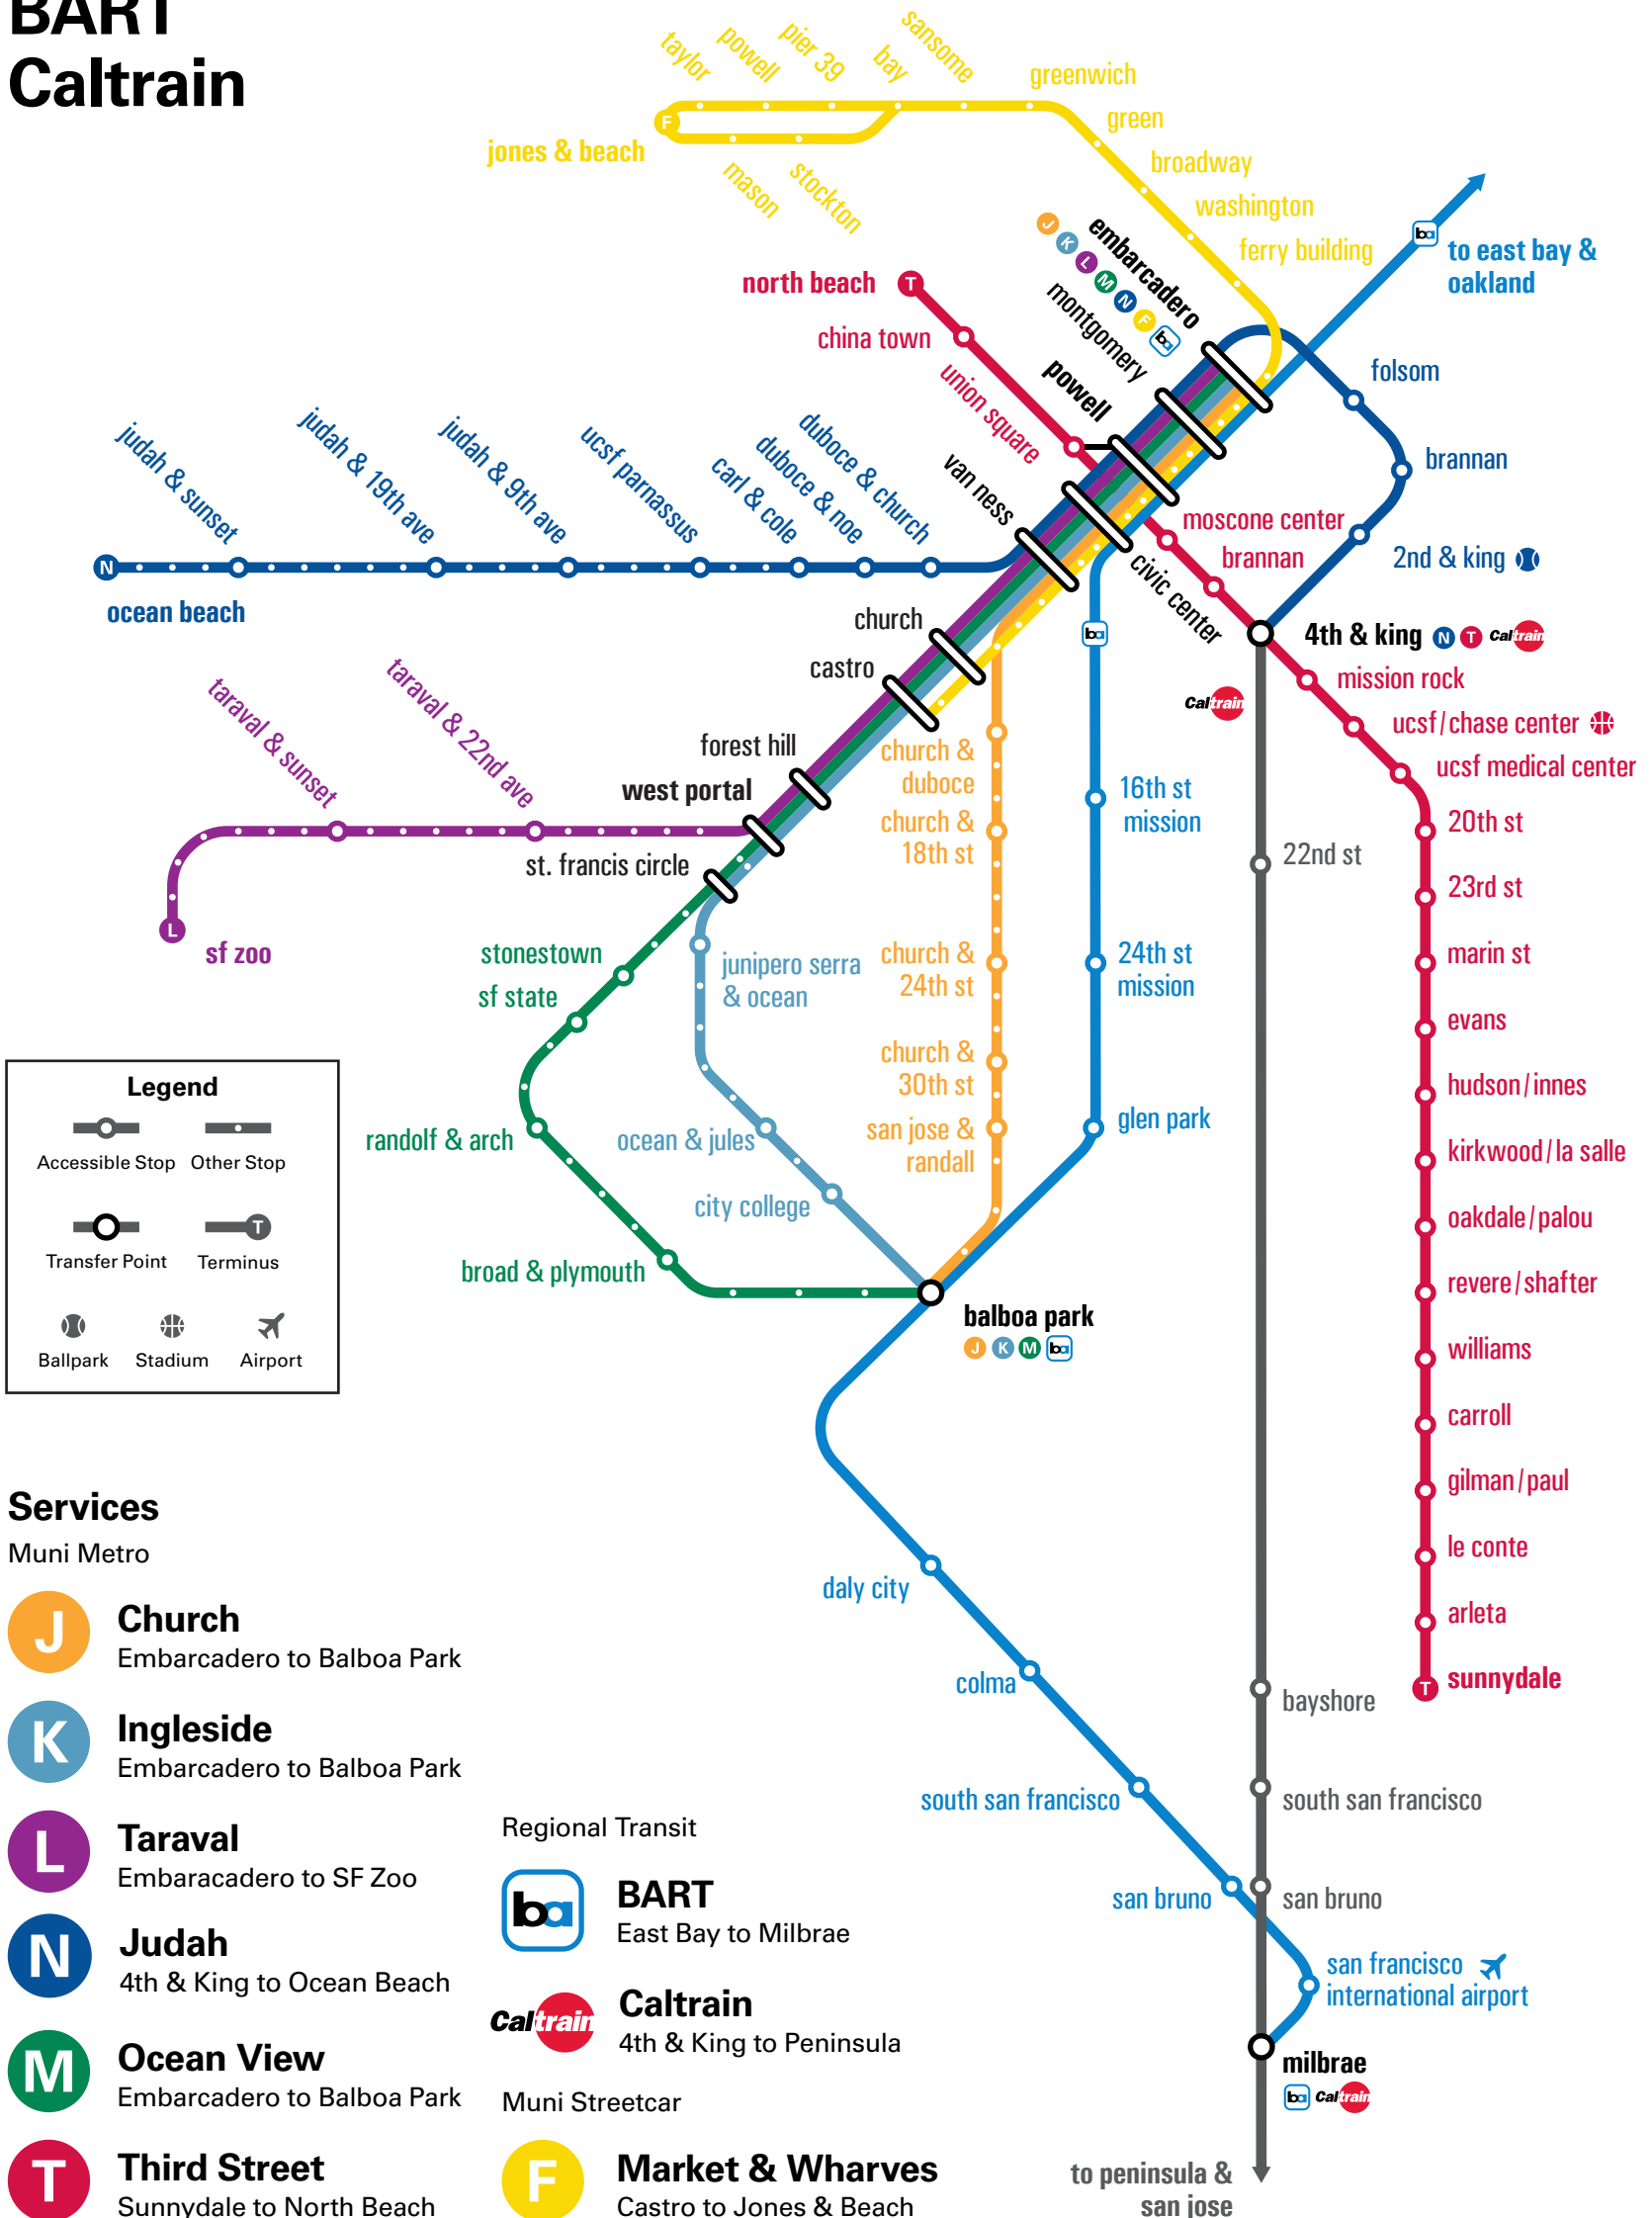 BART
Caltrain
taylor
powell
pier 39
bay
sansome
greenwich
green
broadway
washington
ferry building
F
jones & beach
mason
stockton
ba
to east bay &
oakland
J
K
L
M
N
F
ba
embarcadero
montgomery
powell
north beach
T
china town
union square
van ness
civic center
folsom
brannan
2nd & king
moscone center
brannan
4th & king
N
T
Caltrain
judah & sunset
judah & 19th ave
judah & 9th ave
ucsf parnassus
carl & cole
duboce & noe
duboce & church
N
ocean beach
church
castro
forest hill
west portal
st. francis circle
taraval & sunset
taraval & 22nd ave
L
sf zoo
ba
Caltrain
mission rock
ucsf/chase center
ucsf medical center
20th st
23rd st
marin st
evans
hudson/innes
kirkwood/la salle
oakdale/palou
revere/shafter
williams
carroll
gilman/paul
le conte
arleta
T
sunnydale
church &
duboce
church &
18th st
church &
24th st
church &
30th st
san jose &
randall
16th st
mission
24th st
mission
glen park
22nd st
stonestown
sf state
randolf & arch
broad & plymouth
junipero serra
& ocean
ocean & jules
city college
balboa park
J
K
M
ba
daly city
colma
south san francisco
san bruno
san francisco
international airport
bayshore
south san francisco
san bruno
milbrae
ba
Caltrain
to peninsula &
san jose
Legend
Accessible Stop
Other Stop
T
Transfer Point
Terminus
Ballpark
Stadium
Airport
Services
Muni Metro
J
Church
Embarcadero to Balboa Park
K
Ingleside
Embarcadero to Balboa Park
L
Taraval
Embaracadero to SF Zoo
N
Judah
4th & King to Ocean Beach
M
Ocean View
Embarcadero to Balboa Park
T
Third Street
Sunnydale to North Beach
Regional Transit
ba
BART
East Bay to Milbrae
Caltrain
Caltrain
4th & King to Peninsula
Muni Streetcar
F
Market & Wharves
Castro to Jones & Beach